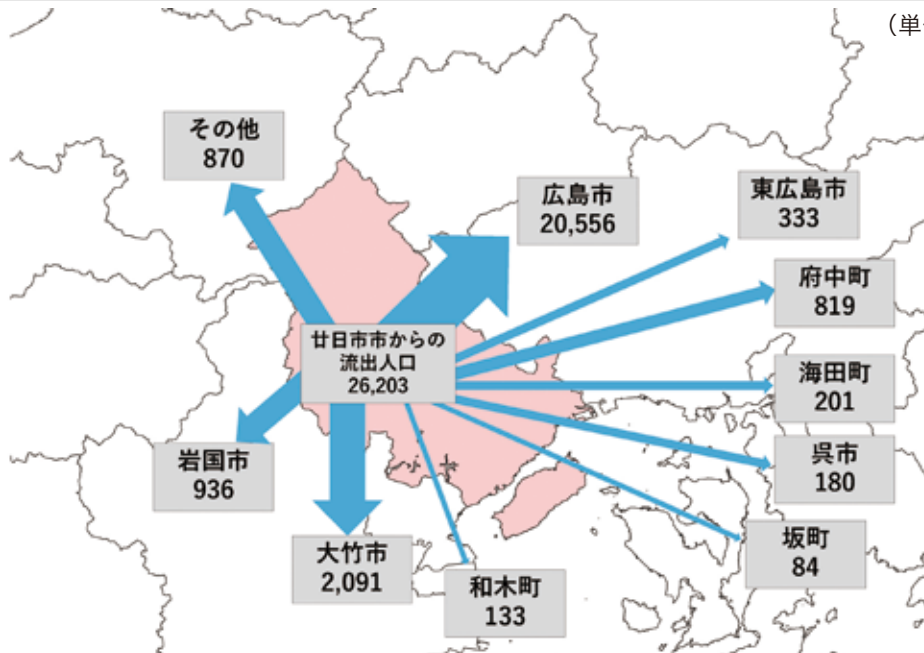 （単
その他
870
広島市
20,556
東広島市
333
府中町
819
廿日市市からの
流出人口
26,203
海田町
201
岩国市
936
呉市
180
大竹市
2,091
和木町
133
坂町
84